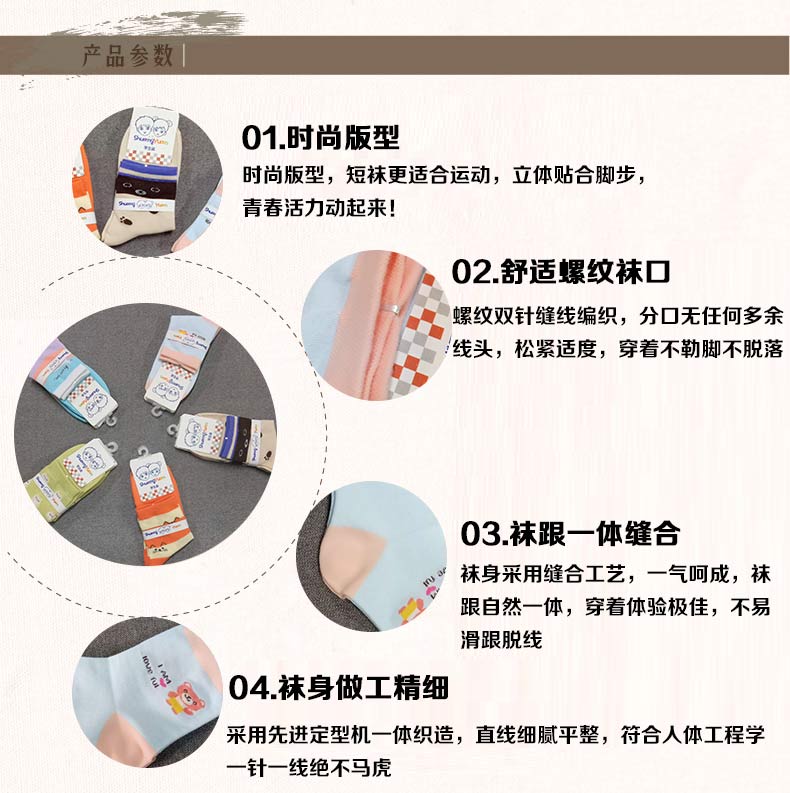 产品参数
01.时尚版型
时尚版型，短袜更适合运动，立体贴合脚步，
青春活力动起来！
02.舒适螺纹袜口
螺纹双针缝线编织，分口无任何多余
线头，松紧适度，穿着不勒脚不脱落
03.袜跟一体缝合
袜身采用缝合工艺，一气呵成，袜
跟自然一体，穿着体验极佳，不易
滑跟脱线
04.袜身做工精细
采用先进定型机一体织造，直线细腻平整，符合人体工程学
一针一线绝不马虎
I AM